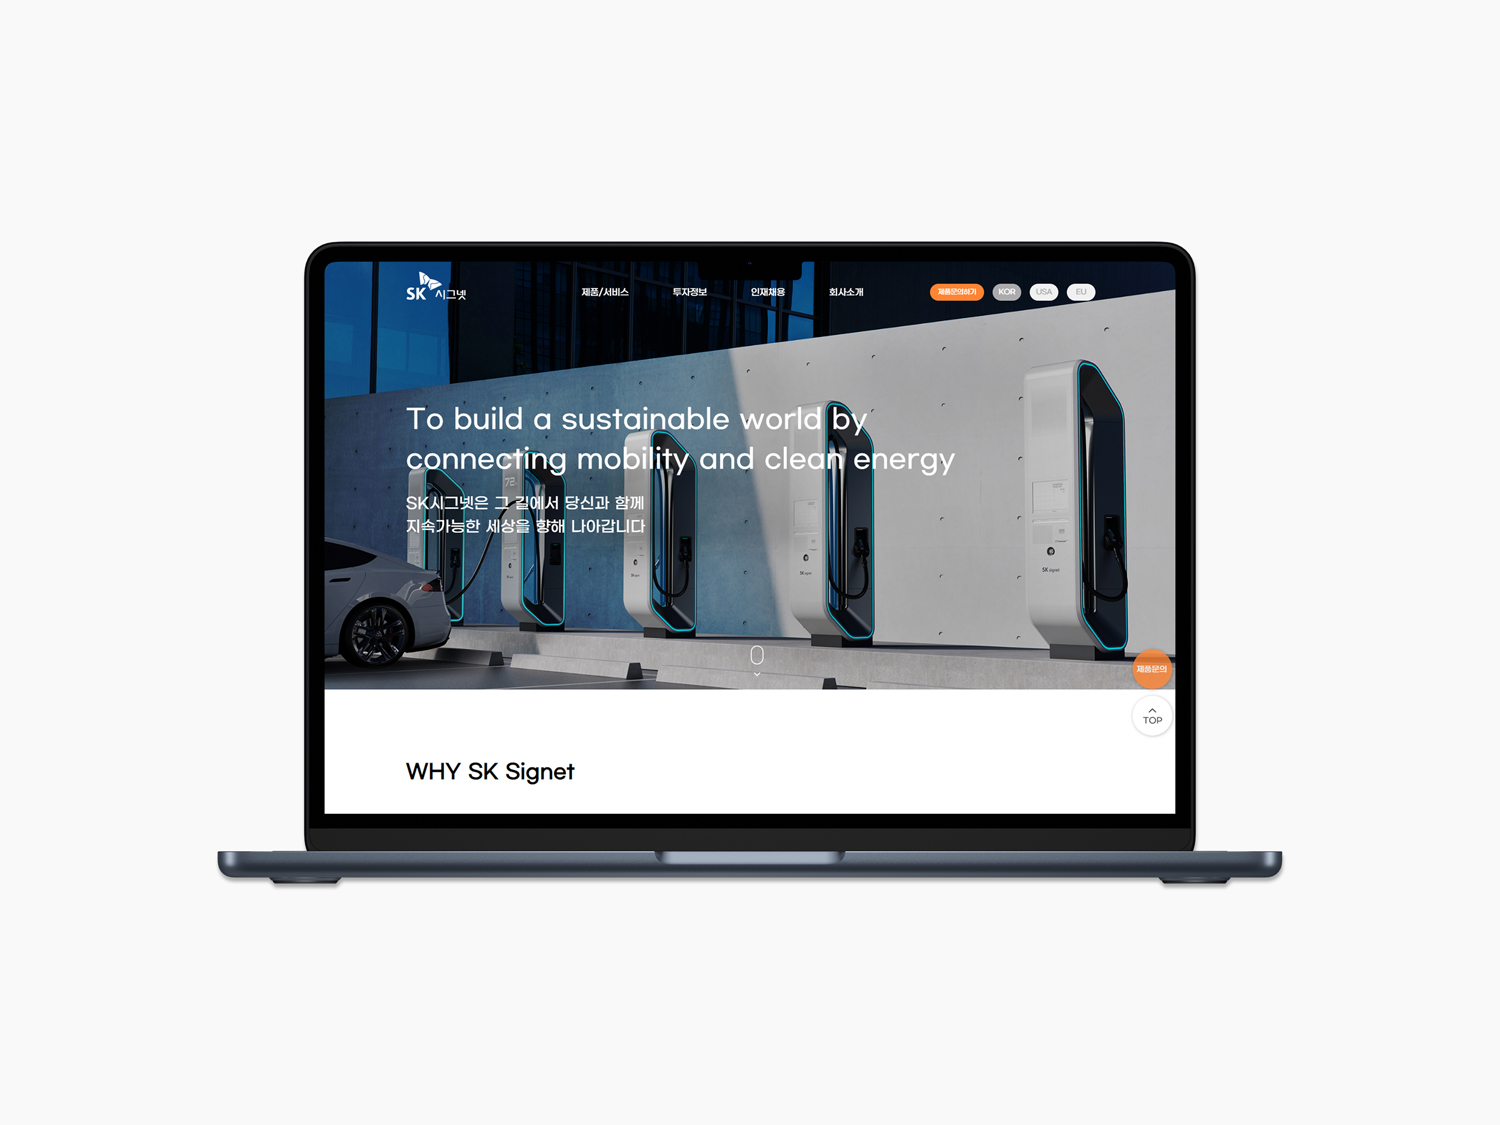 SK 시그넷
제품/서비스
투자정보
인재채용
회사소개
제품문의하기
KOR
USA
EU
To build a sustainable world by
connecting mobility and clean energy
SK시그넷은 그 길에서 당신과 함께
지속가능한 세상을 향해 나아갑니다
SK signet
제품문의
TOP
WHY SK Signet